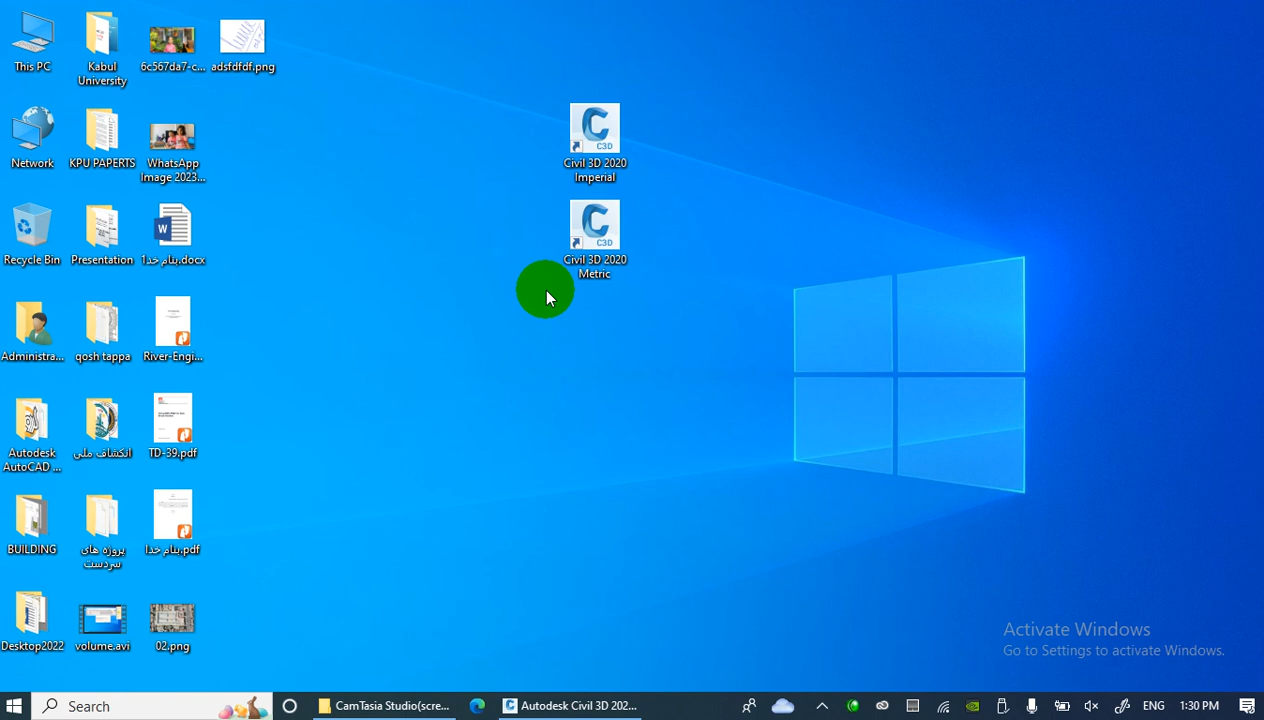 This PC
Kabul
University
6c567da7-c...
adsfdfdf.png
Network
KPU PAPERTS
WhatsApp
Image 2023...
Recycle Bin
Presentation
W
بنام خدا1.docx
Administra...
qosh tappa
River-Engi...
Autodesk
AutoCAD ...
انکشاف ملی
TD-39.pdf
BUILDING
پروژه های
سردست
بنام خدا.pdf
Desktop2022
volume.avi
02.png
C3D
Civil 3D 2020
Imperial
C3D
Civil 3D 2020
Metric
Activate Windows
Go to Settings to activate Windows.
Search
CamTasia Studio(scre...
Autodesk Civil 3D 202...
ENG
1:30 PM